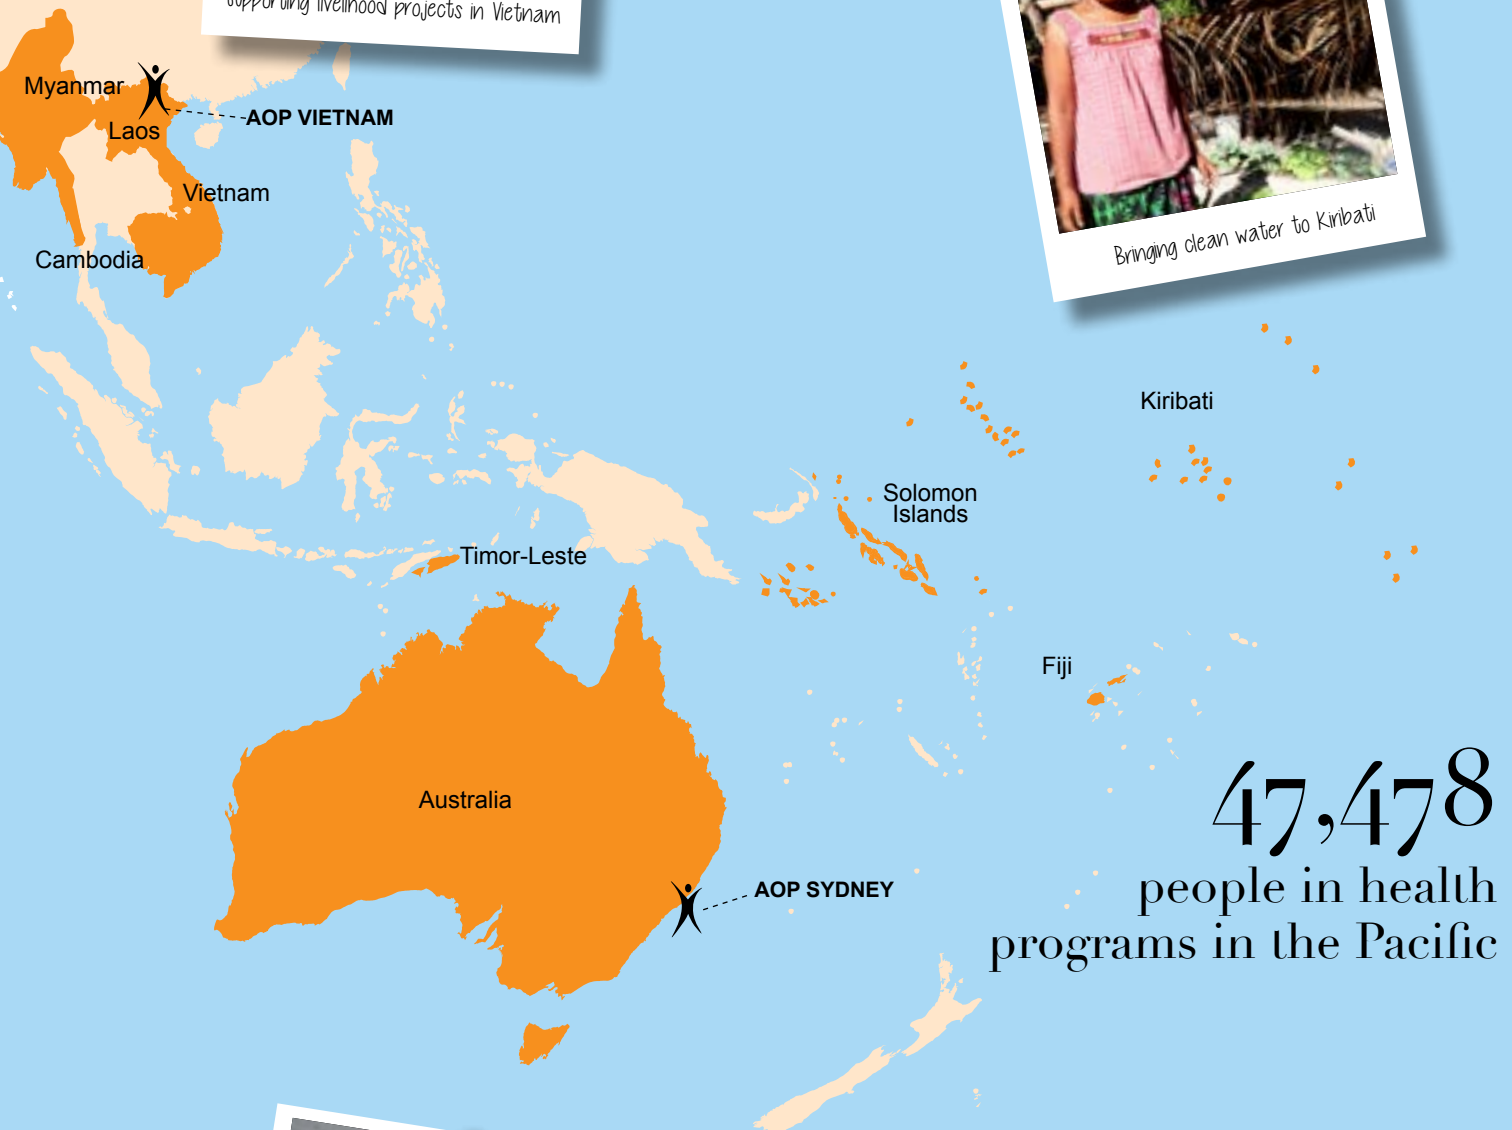 supporting livelihood projects in Vietnam
Myanmar
AOP VIETNAM
Laos
Vietnam
Cambodia
Bringing clean water to Kiribati
Kiribati
Solomon
Islands
Timor-Leste
Fiji
Australia
AOP SYDNEY
47,478
people in health
programs in the Pacific